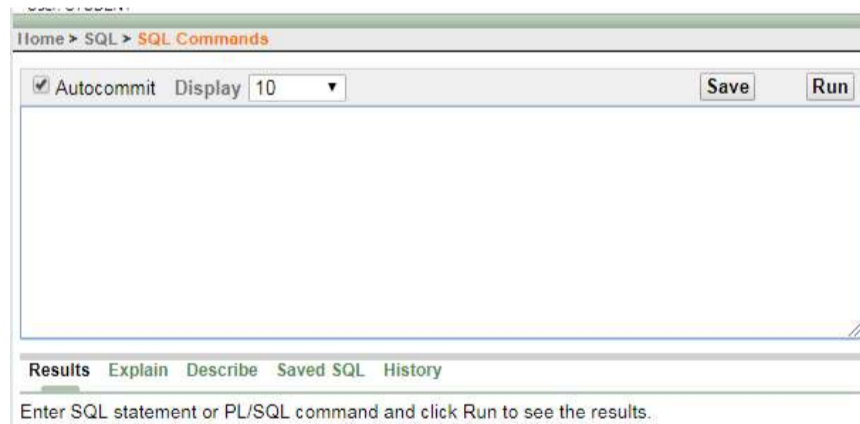 Home > SQL > SQL Commands
Autocommit Display 10 Save Run
Results Explain Describe Saved SQL History
Enter SQL statement or PL/SQL command and click Run to see the results.